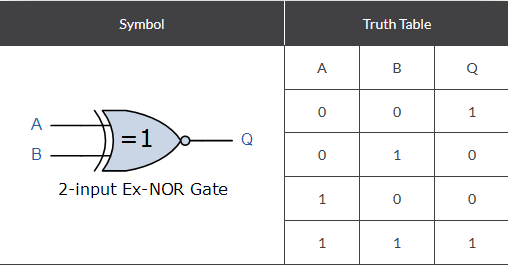 Symbol
Truth Table
A B Q
0 0 1
0 1 0
1 0 0
1 1 1
A
B
=1
Q
2-input Ex-NOR Gate